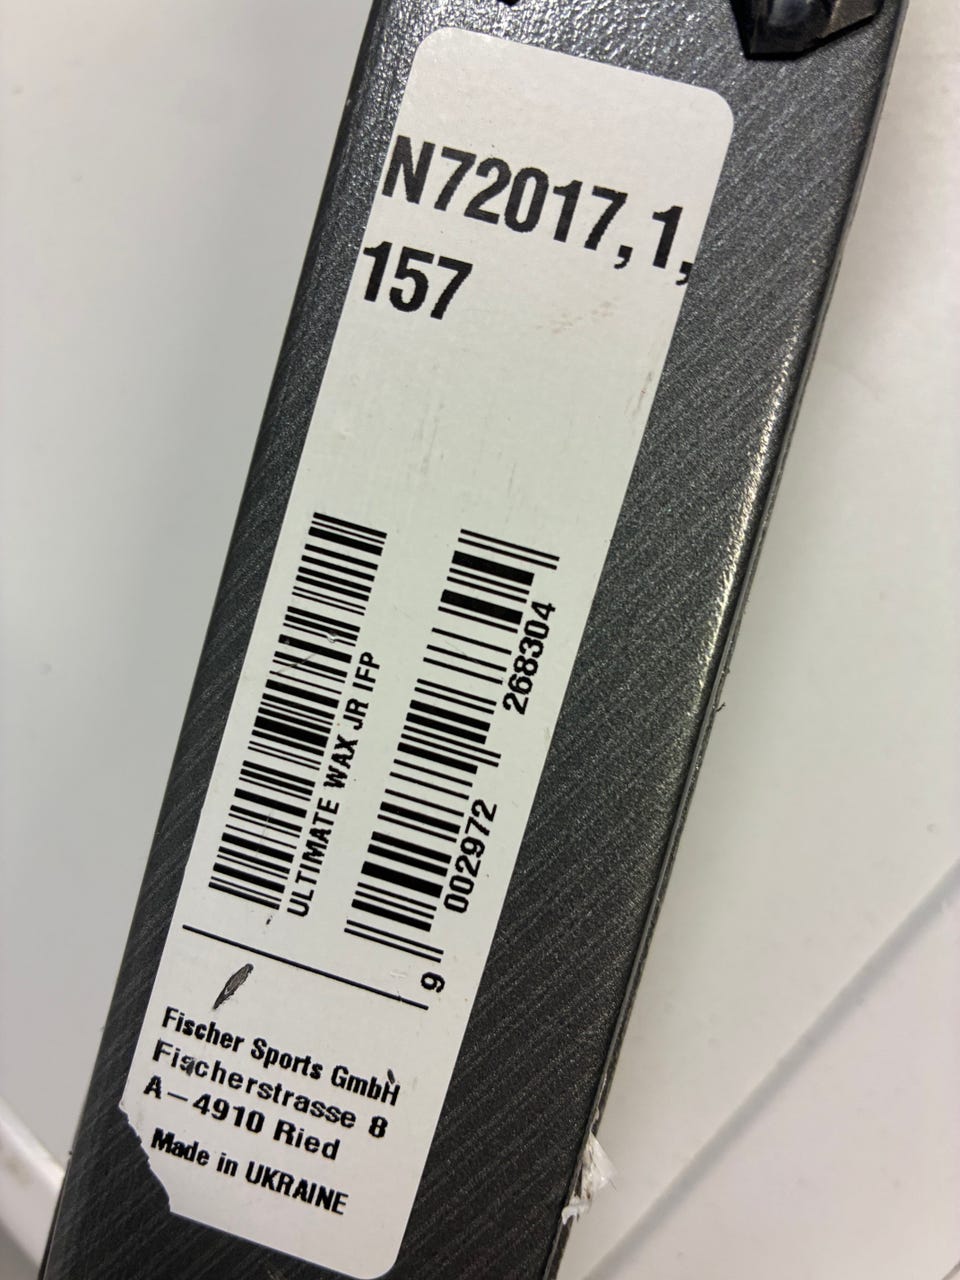 N72017,1,
157
ULTIMATE WAX JR IFP
9 002972 268304
Fischer Sports GmbH
Fischerstrasse 8
A-4910 Ried
Made in UKRAINE